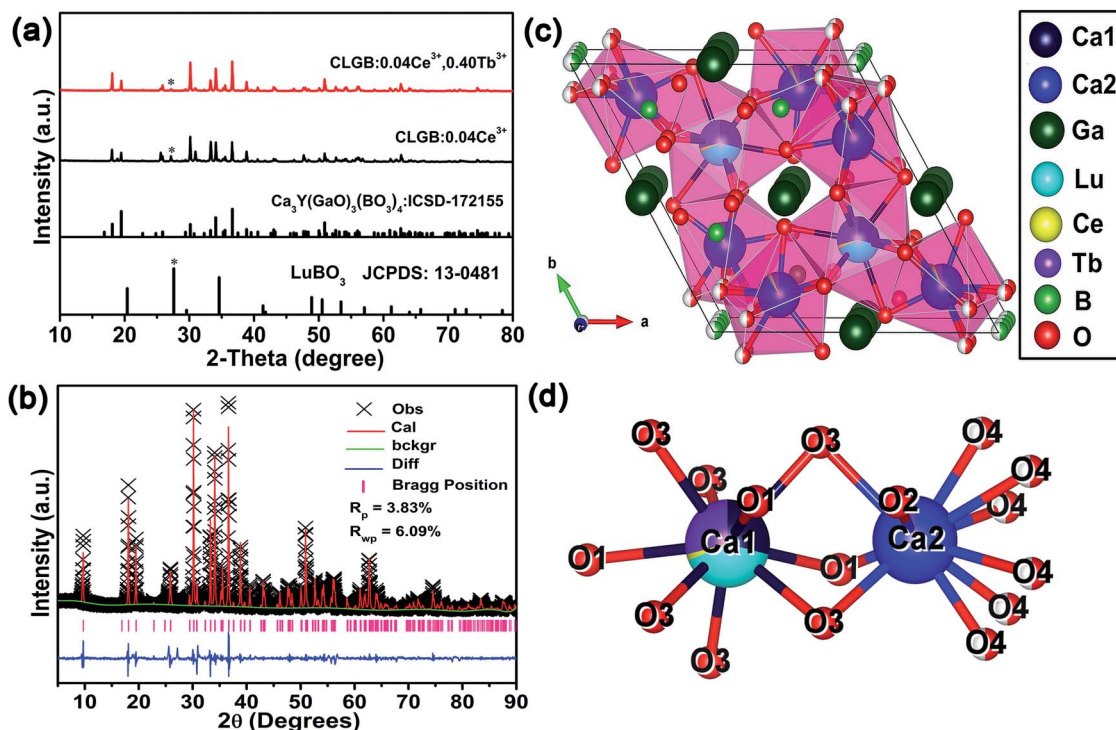 (a)
CLGB:0.04Ce³⁺,0.40Tb³⁺
*
CLGB:0.04Ce³⁺
*
Ca₃Y(GaO)₃(BO₃)₄:ICSD-172155
*
LuBO₃ JCPDS: 13-0481
Intensity (a.u.)
10 20 30 40 50 60 70 80
2-Theta (degree)
(b)
Obs
Cal
bckgr
Diff
Bragg Position
Rₚ = 3.83%
R_wp = 6.09%
Intensity (a.u.)
10 20 30 40 50 60 70 80 90
2θ (Degrees)
(c)
b
c
a
Ca1
Ca2
Ga
Lu
Ce
Tb
B
O
(d)
O3 O3 O4
O3 O4
O1 O2 O4
O1 Ca1 Ca2
O1 O4
O3 O3 O4
O3 O4